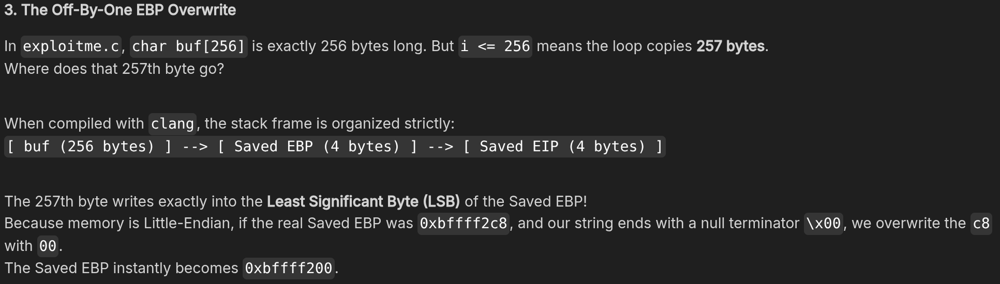 3. The Off-By-One EBP Overwrite
In exploitme.c, char buf[256] is exactly 256 bytes long. But i <= 256 means the loop copies 257 bytes.
Where does that 257th byte go?
When compiled with clang, the stack frame is organized strictly:
[ buf (256 bytes) ] --> [ Saved EBP (4 bytes) ] --> [ Saved EIP (4 bytes) ]
The 257th byte writes exactly into the Least Significant Byte (LSB) of the Saved EBP!
Because memory is Little-Endian, if the real Saved EBP was 0xbffff2c8, and our string ends with a null terminator \x00, we overwrite the c8
with 00.
The Saved EBP instantly becomes 0xbffff200.